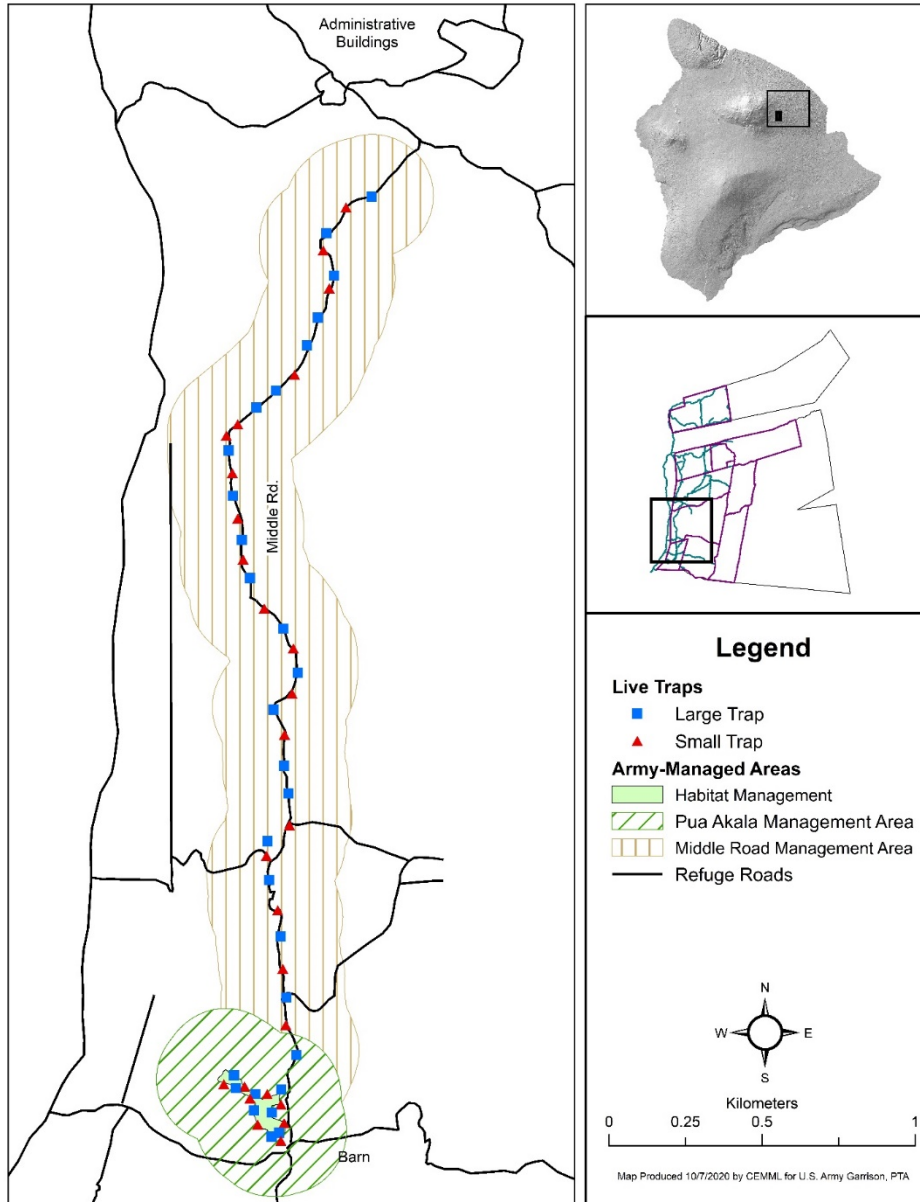 Administrative
Buildings
Middle Rd.
Barn
Legend
Live Traps
Large Trap
Small Trap
Army-Managed Areas
Habitat Management
Pua Akala Management Area
Middle Road Management Area
Refuge Roads
N
W
E
S
Kilometers
0 0.25 0.5 1
Map Produced 10/7/2020 by CEMML for U.S. Army Garrison, PTA